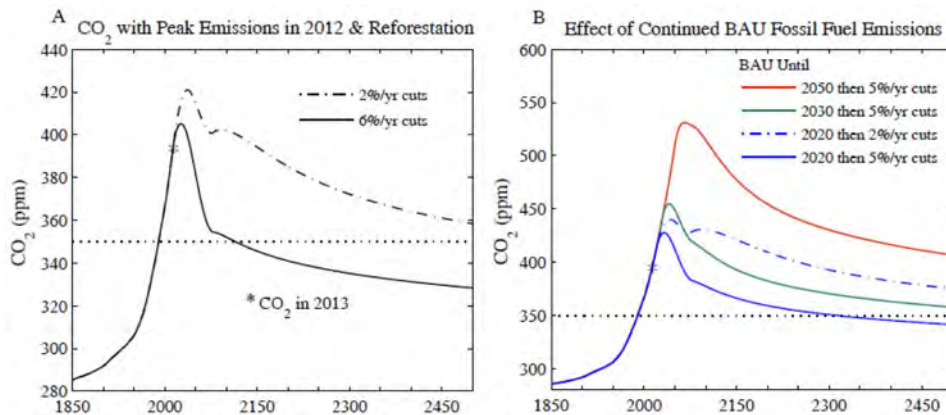 A
CO2 with Peak Emissions in 2012 & Reforestation
440
420
400
380
360
340
320
300
280
CO2 (ppm)
2%/yr cuts
6%/yr cuts
*
* CO2 in 2013
1850
2000
2150
2300
2450
B
Effect of Continued BAU Fossil Fuel Emissions
600
550
500
450
400
350
300
CO2 (ppm)
BAU Until
2050 then 5%/yr cuts
2030 then 5%/yr cuts
2020 then 2%/yr cuts
2020 then 5%/yr cuts
*
1850
2000
2150
2300
2450